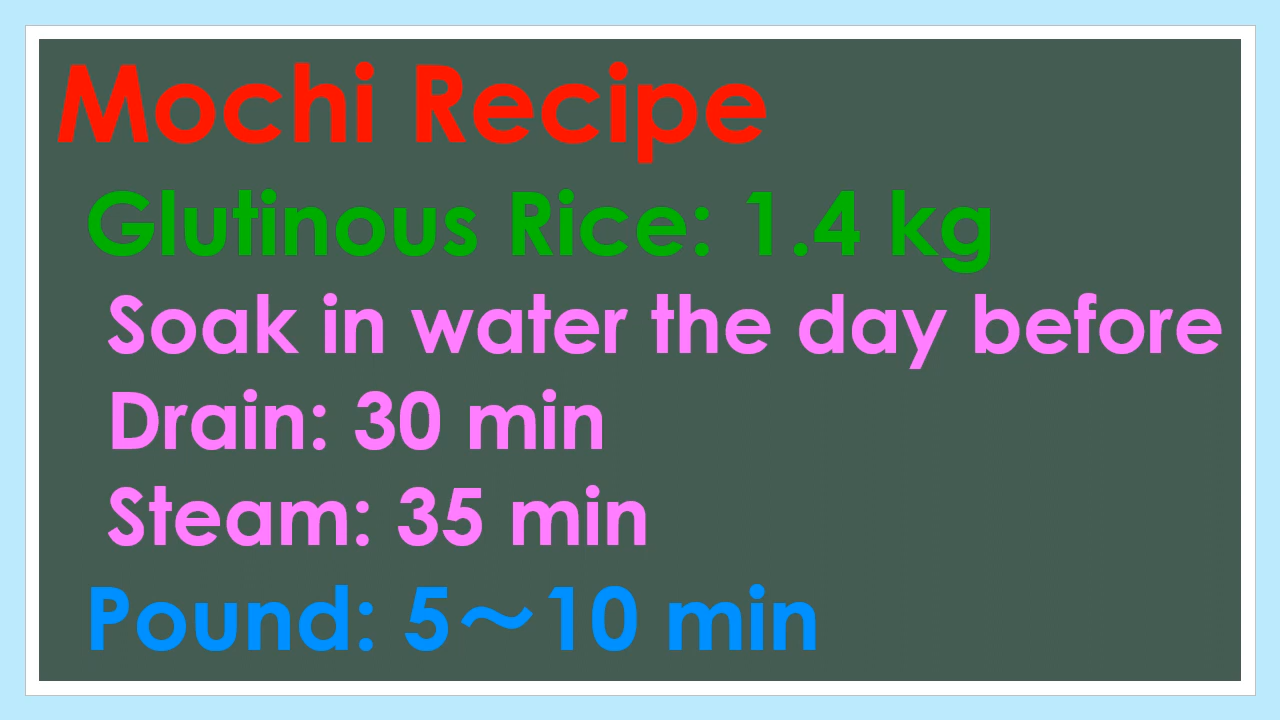 Mochi Recipe
Glutinous Rice: 1.4 kg
Soak in water the day before
Drain: 30 min
Steam: 35 min
Pound: 5～10 min